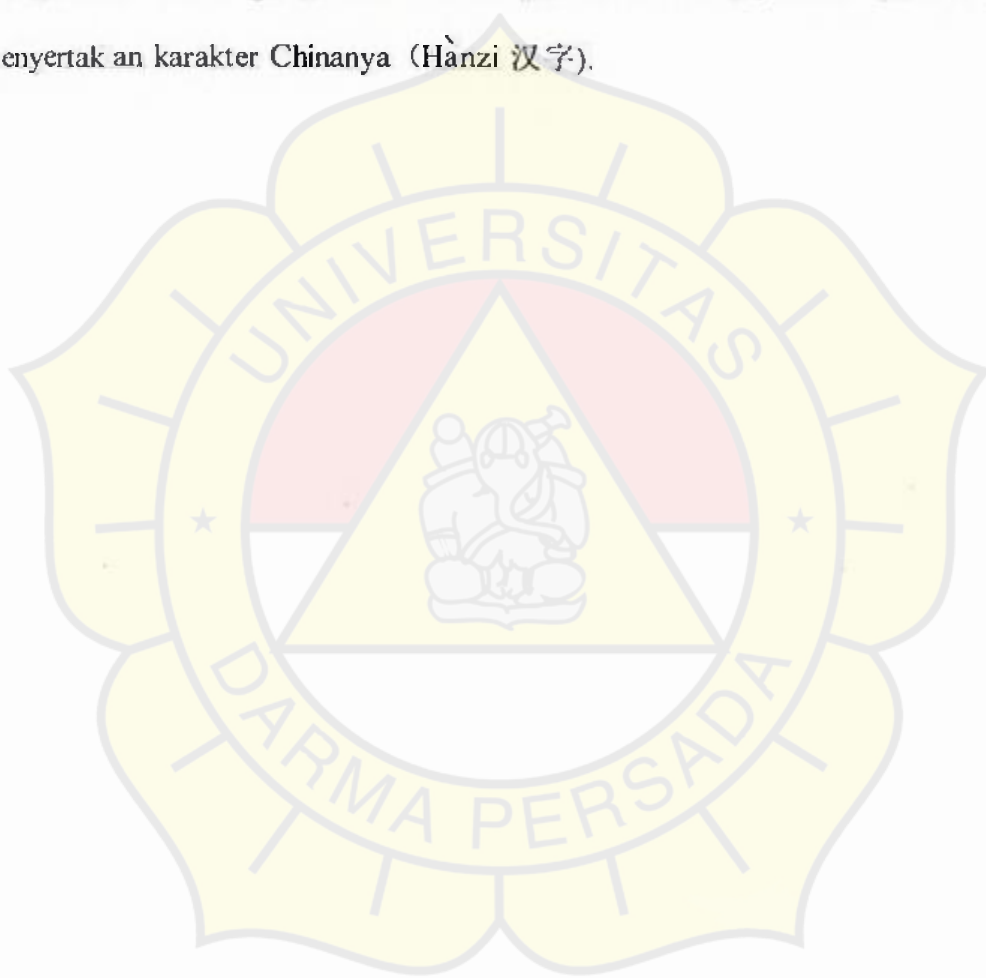 enyertak an karakter Chinanya (Hànzi 汉字).
UNIVERSITAS
DARMA PERSADA